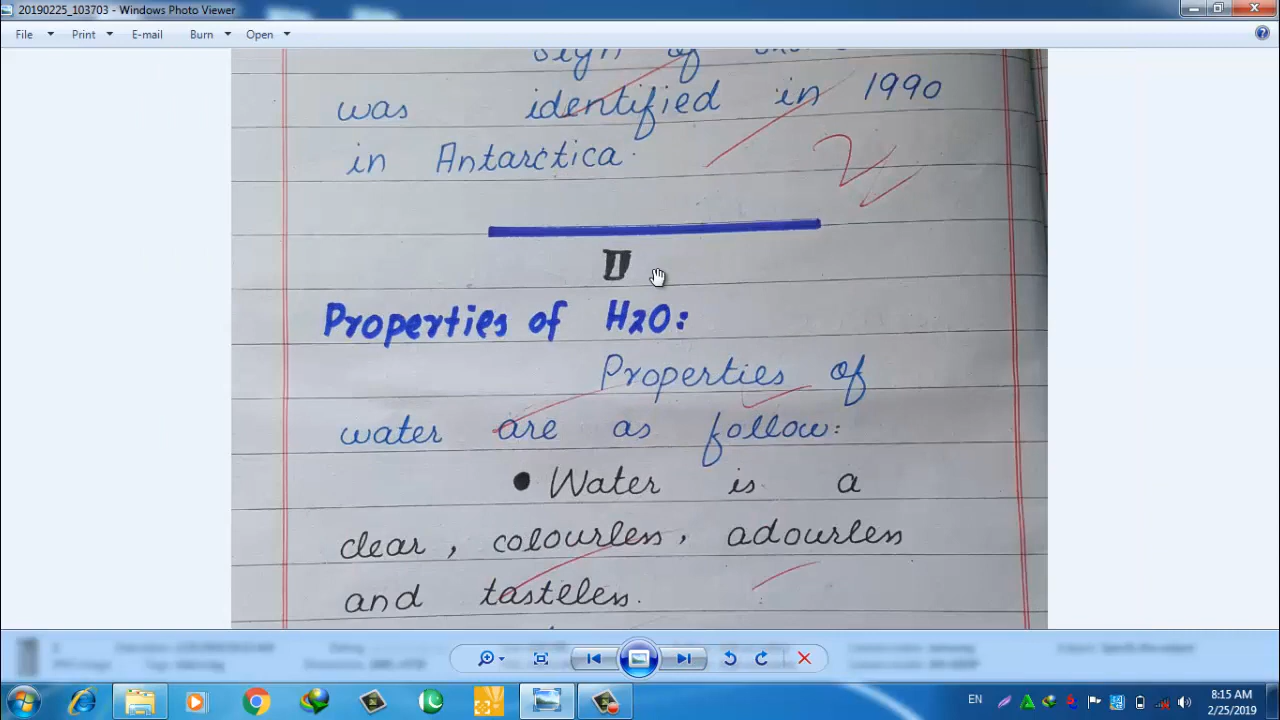 20190225_103703 - Windows Photo Viewer
File Print E-mail Burn Open
sign of
was identified in 1990
in Antarctica.
II
Properties of H2O:
Properties of
water are as follow:
• Water is a
clear, colourless, adourless
and tasteless.
EN
8:15 AM
2/25/2019